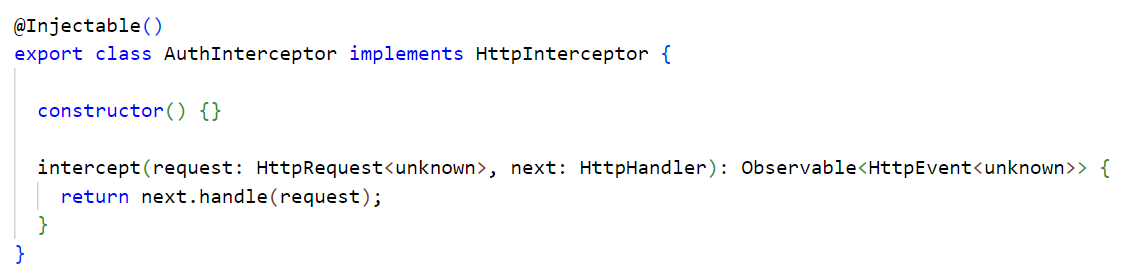 @Injectable()
export class AuthInterceptor implements HttpInterceptor {
constructor() {}
intercept(request: HttpRequest<unknown>, next: HttpHandler): Observable<HttpEvent<unknown>> {
return next.handle(request);
}
}